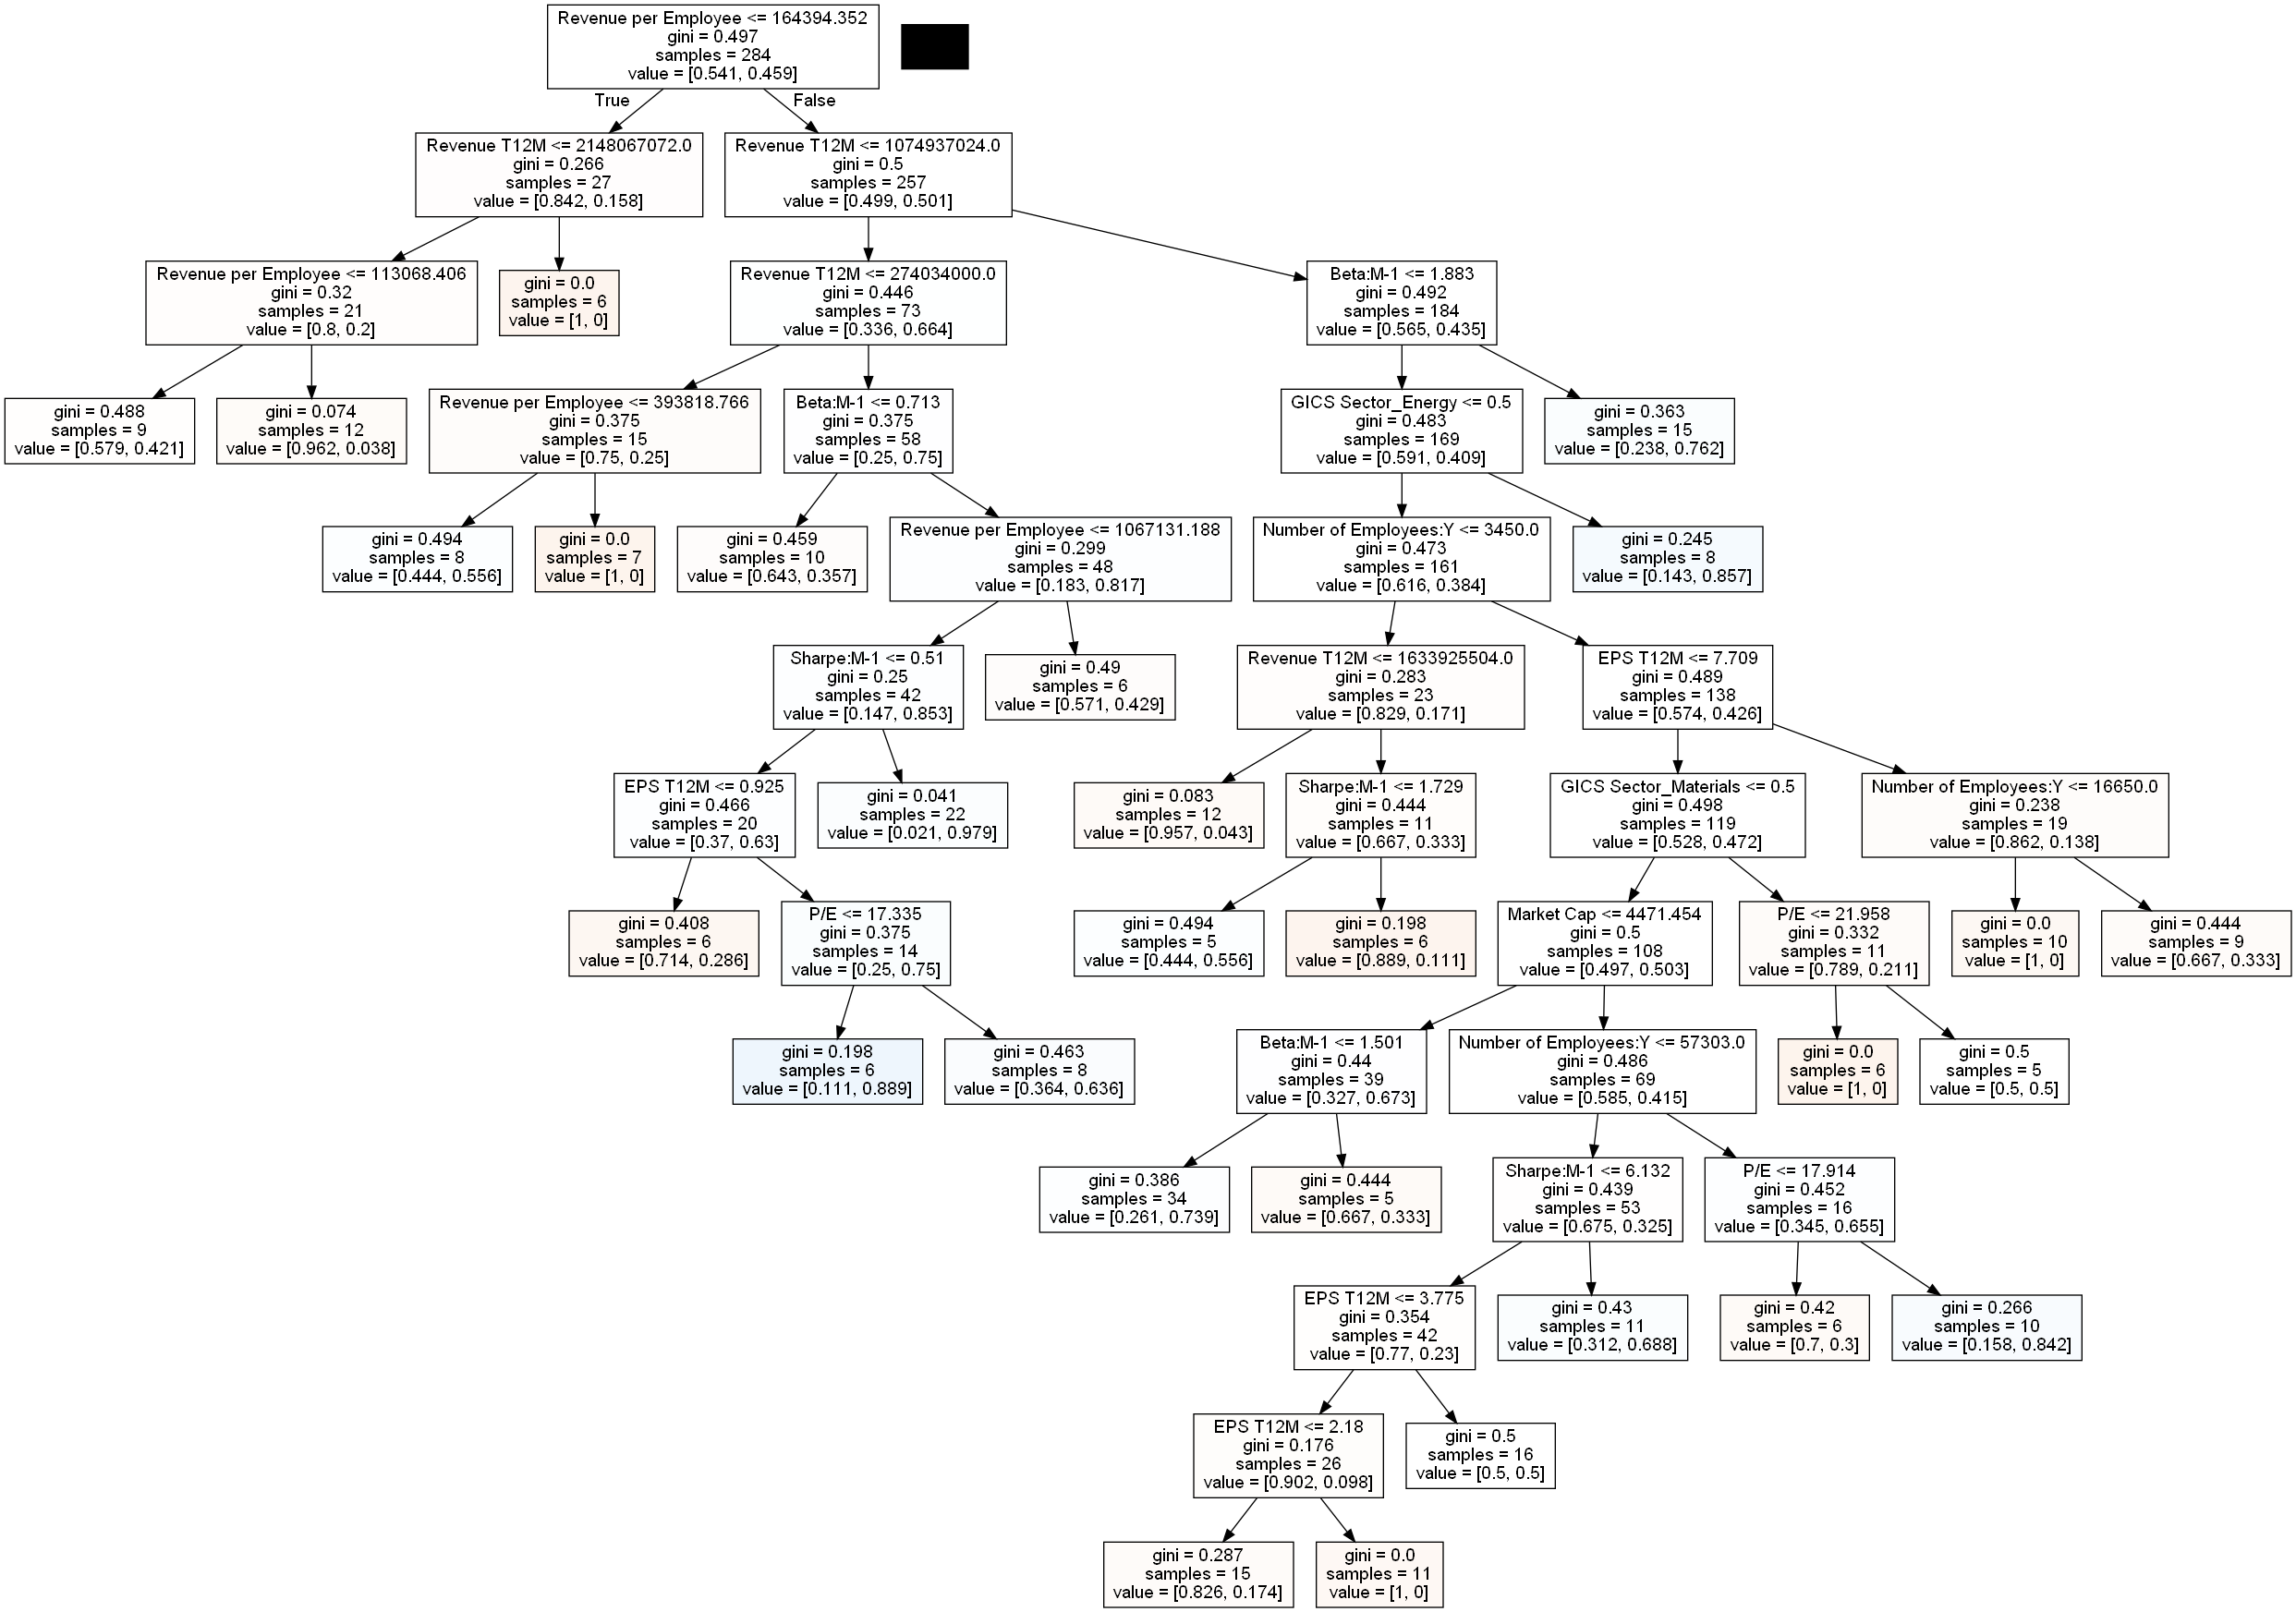 Revenue per Employee <= 164394.352
gini = 0.497
samples = 284
value = [0.541, 0.459]
True
False
Revenue T12M <= 2148067072.0
gini = 0.266
samples = 27
value = [0.842, 0.158]
Revenue T12M <= 1074937024.0
gini = 0.5
samples = 257
value = [0.499, 0.501]
Revenue per Employee <= 113068.406
gini = 0.32
samples = 21
value = [0.8, 0.2]
gini = 0.0
samples = 6
value = [1, 0]
Revenue T12M <= 274034000.0
gini = 0.446
samples = 73
value = [0.336, 0.664]
Beta:M-1 <= 1.883
gini = 0.492
samples = 184
value = [0.565, 0.435]
gini = 0.488
samples = 9
value = [0.579, 0.421]
gini = 0.074
samples = 12
value = [0.962, 0.038]
Revenue per Employee <= 393818.766
gini = 0.375
samples = 15
value = [0.75, 0.25]
Beta:M-1 <= 0.713
gini = 0.375
samples = 58
value = [0.25, 0.75]
GICS Sector_Energy <= 0.5
gini = 0.483
samples = 169
value = [0.591, 0.409]
gini = 0.363
samples = 15
value = [0.238, 0.762]
gini = 0.494
samples = 8
value = [0.444, 0.556]
gini = 0.0
samples = 7
value = [1, 0]
gini = 0.459
samples = 10
value = [0.643, 0.357]
Revenue per Employee <= 1067131.188
gini = 0.299
samples = 48
value = [0.183, 0.817]
Number of Employees:Y <= 3450.0
gini = 0.473
samples = 161
value = [0.616, 0.384]
gini = 0.245
samples = 8
value = [0.143, 0.857]
Sharpe:M-1 <= 0.51
gini = 0.25
samples = 42
value = [0.147, 0.853]
gini = 0.49
samples = 6
value = [0.571, 0.429]
Revenue T12M <= 1633925504.0
gini = 0.283
samples = 23
value = [0.829, 0.171]
EPS T12M <= 7.709
gini = 0.489
samples = 138
value = [0.574, 0.426]
EPS T12M <= 0.925
gini = 0.466
samples = 20
value = [0.37, 0.63]
gini = 0.041
samples = 22
value = [0.021, 0.979]
gini = 0.083
samples = 12
value = [0.957, 0.043]
Sharpe:M-1 <= 1.729
gini = 0.444
samples = 11
value = [0.667, 0.333]
GICS Sector_Materials <= 0.5
gini = 0.498
samples = 119
value = [0.528, 0.472]
Number of Employees:Y <= 16650.0
gini = 0.238
samples = 19
value = [0.862, 0.138]
gini = 0.408
samples = 6
value = [0.714, 0.286]
P/E <= 17.335
gini = 0.375
samples = 14
value = [0.25, 0.75]
gini = 0.494
samples = 5
value = [0.444, 0.556]
gini = 0.198
samples = 6
value = [0.889, 0.111]
Market Cap <= 4471.454
gini = 0.5
samples = 108
value = [0.497, 0.503]
P/E <= 21.958
gini = 0.332
samples = 11
value = [0.789, 0.211]
gini = 0.0
samples = 10
value = [1, 0]
gini = 0.444
samples = 9
value = [0.667, 0.333]
gini = 0.198
samples = 6
value = [0.111, 0.889]
gini = 0.463
samples = 8
value = [0.364, 0.636]
Beta:M-1 <= 1.501
gini = 0.44
samples = 39
value = [0.327, 0.673]
Number of Employees:Y <= 57303.0
gini = 0.486
samples = 69
value = [0.585, 0.415]
gini = 0.0
samples = 6
value = [1, 0]
gini = 0.5
samples = 5
value = [0.5, 0.5]
gini = 0.386
samples = 34
value = [0.261, 0.739]
gini = 0.444
samples = 5
value = [0.667, 0.333]
Sharpe:M-1 <= 6.132
gini = 0.439
samples = 53
value = [0.675, 0.325]
P/E <= 17.914
gini = 0.452
samples = 16
value = [0.345, 0.655]
EPS T12M <= 3.775
gini = 0.354
samples = 42
value = [0.77, 0.23]
gini = 0.43
samples = 11
value = [0.312, 0.688]
gini = 0.42
samples = 6
value = [0.7, 0.3]
gini = 0.266
samples = 10
value = [0.158, 0.842]
EPS T12M <= 2.18
gini = 0.176
samples = 26
value = [0.902, 0.098]
gini = 0.5
samples = 16
value = [0.5, 0.5]
gini = 0.287
samples = 15
value = [0.826, 0.174]
gini = 0.0
samples = 11
value = [1, 0]